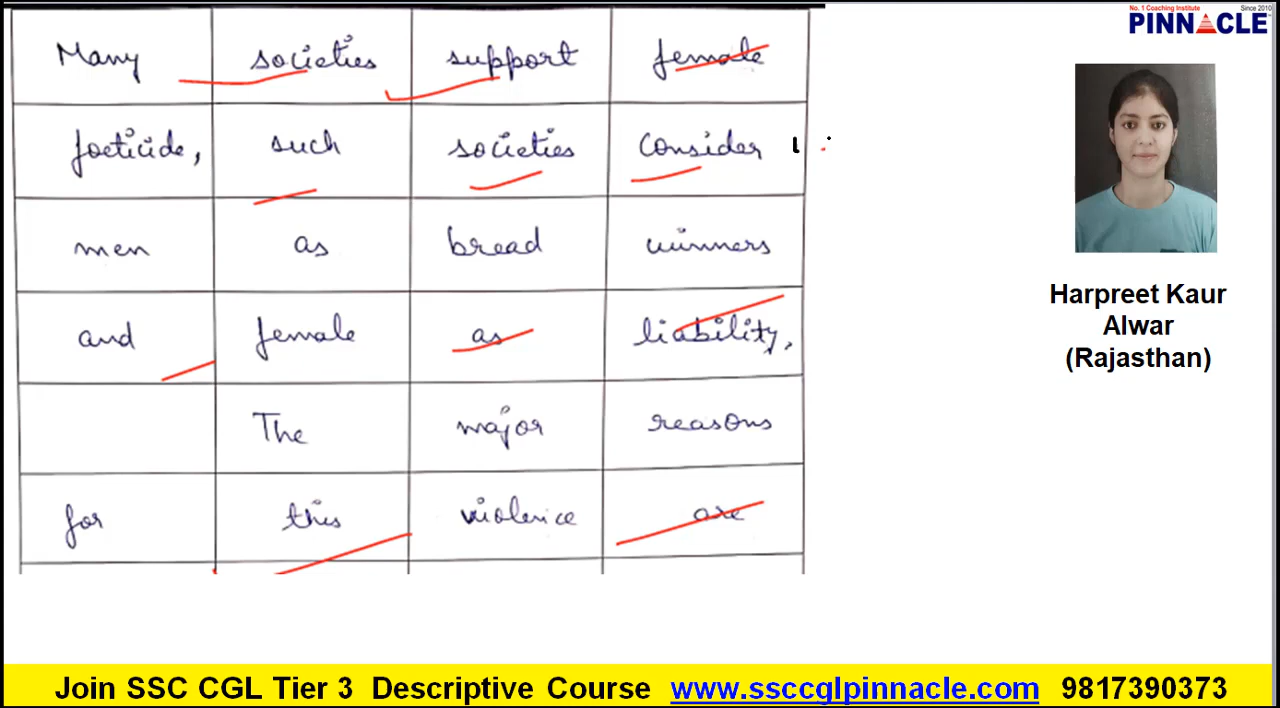 No. 1 Coaching Institute Since 2010
PINNACLE
Many societies support female
foeticide, such societies consider
men as bread winners
and female as liability,
The major reasons
for this violence are
Harpreet Kaur
Alwar
(Rajasthan)
Join SSC CGL Tier 3 Descriptive Course www.ssccglpinnacle.com 9817390373